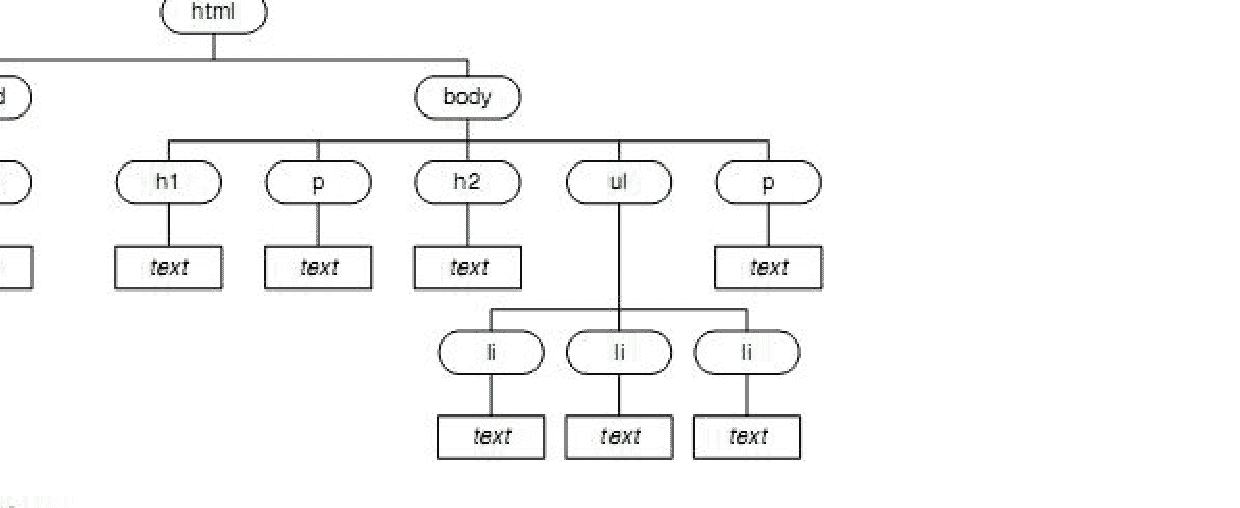 html
d body
h1 p h2 ul p
text text text text
li li li
text text text